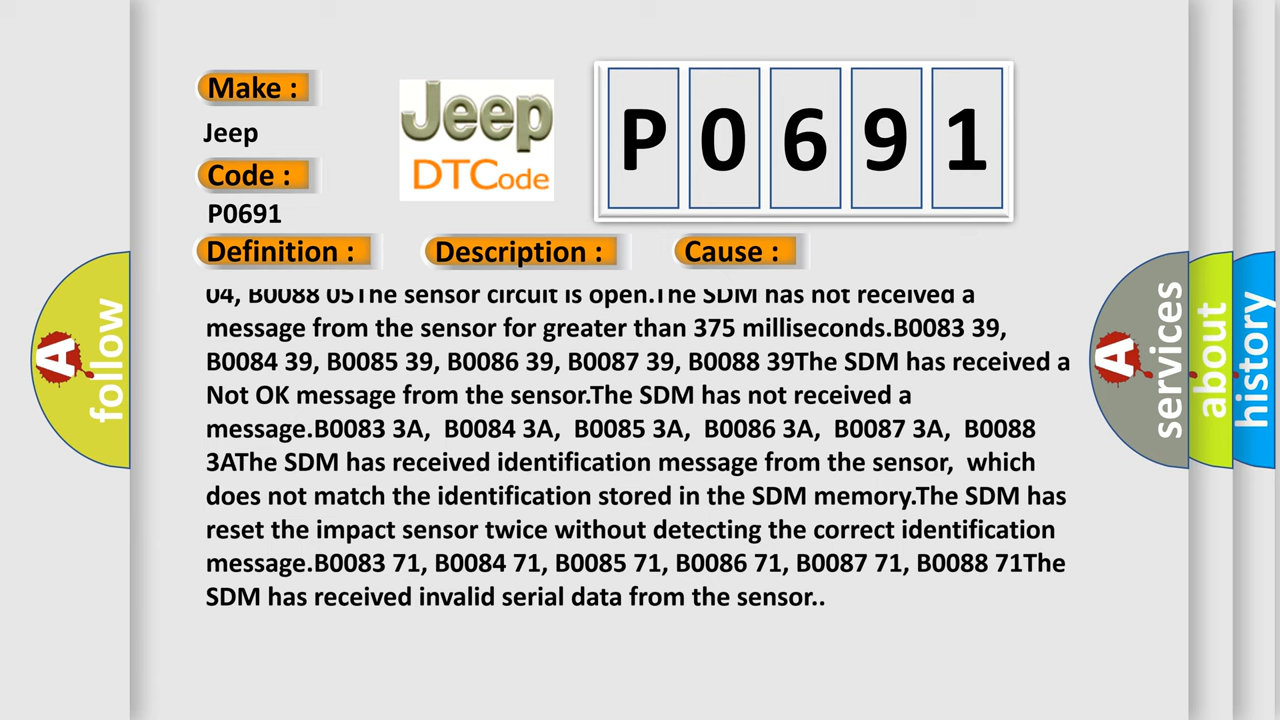 Make :
Jeep
Code :
P0691
Jeep
DTCode
P0691
Definition :
Description :
Cause :
04, B0088 05The sensor circuit is open.The SDM has not received a
message from the sensor for greater than 375 milliseconds.B0083 39,
B0084 39, B0085 39, B0086 39, B0087 39, B0088 39The SDM has received a
Not OK message from the sensor.The SDM has not received a
message.B0083 3A, B0084 3A, B0085 3A, B0086 3A, B0087 3A, B0088
3AThe SDM has received identification message from the sensor, which
does not match the identification stored in the SDM memory.The SDM has
reset the impact sensor twice without detecting the correct identification
message.B0083 71, B0084 71, B0085 71, B0086 71, B0087 71, B0088 71The
SDM has received invalid serial data from the sensor..
A
follow
A
services
about
history